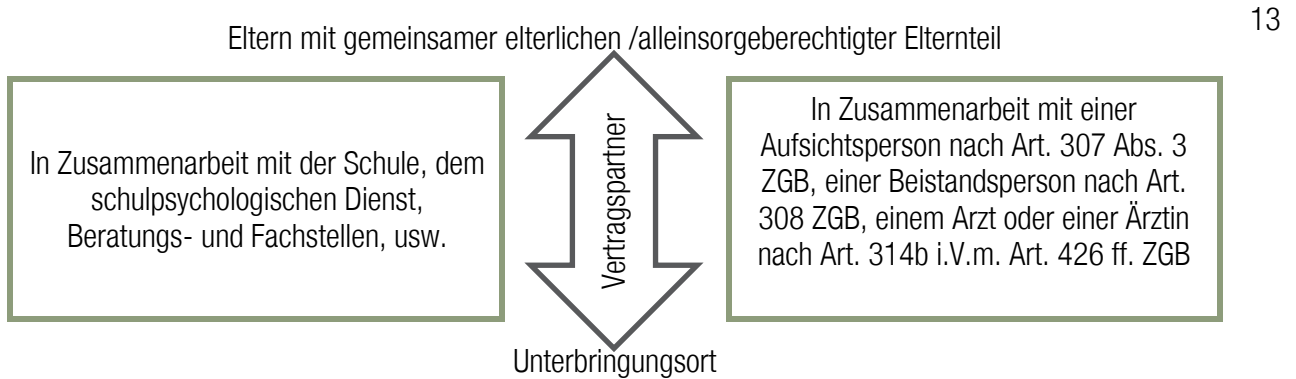 13
Eltern mit gemeinsamer elterlichen /alleinsorgeberechtigter Elternteil
In Zusammenarbeit mit der Schule, dem
schulpsychologischen Dienst,
Beratungs- und Fachstellen, usw.
Vertragspartner
In Zusammenarbeit mit einer
Aufsichtsperson nach Art. 307 Abs. 3
ZGB, einer Beistandsperson nach Art.
308 ZGB, einem Arzt oder einer Ärztin
nach Art. 314b i.V.m. Art. 426 ff. ZGB
Unterbringungsort